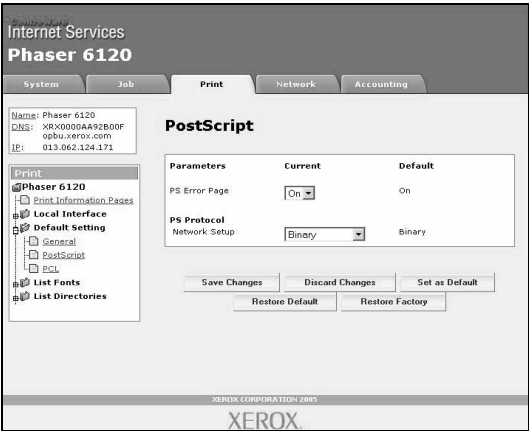 CentreWare
Internet Services
Phaser 6120
System Job Print Network Accounting
Name: Phaser 6120
DNS: XRX0000AA92B00F
opbu.xerox.com
IP: 013.062.124.171
Print
Phaser 6120
Print Information Pages
Local Interface
Default Setting
General
PostScript
PCL
List Fonts
List Directories
PostScript
Parameters Current Default
PS Error Page On On
PS Protocol
Network Setup Binary Binary
Save Changes Discard Changes Set as Default
Restore Default Restore Factory
XEROX CORPORATION 2005
XEROX.